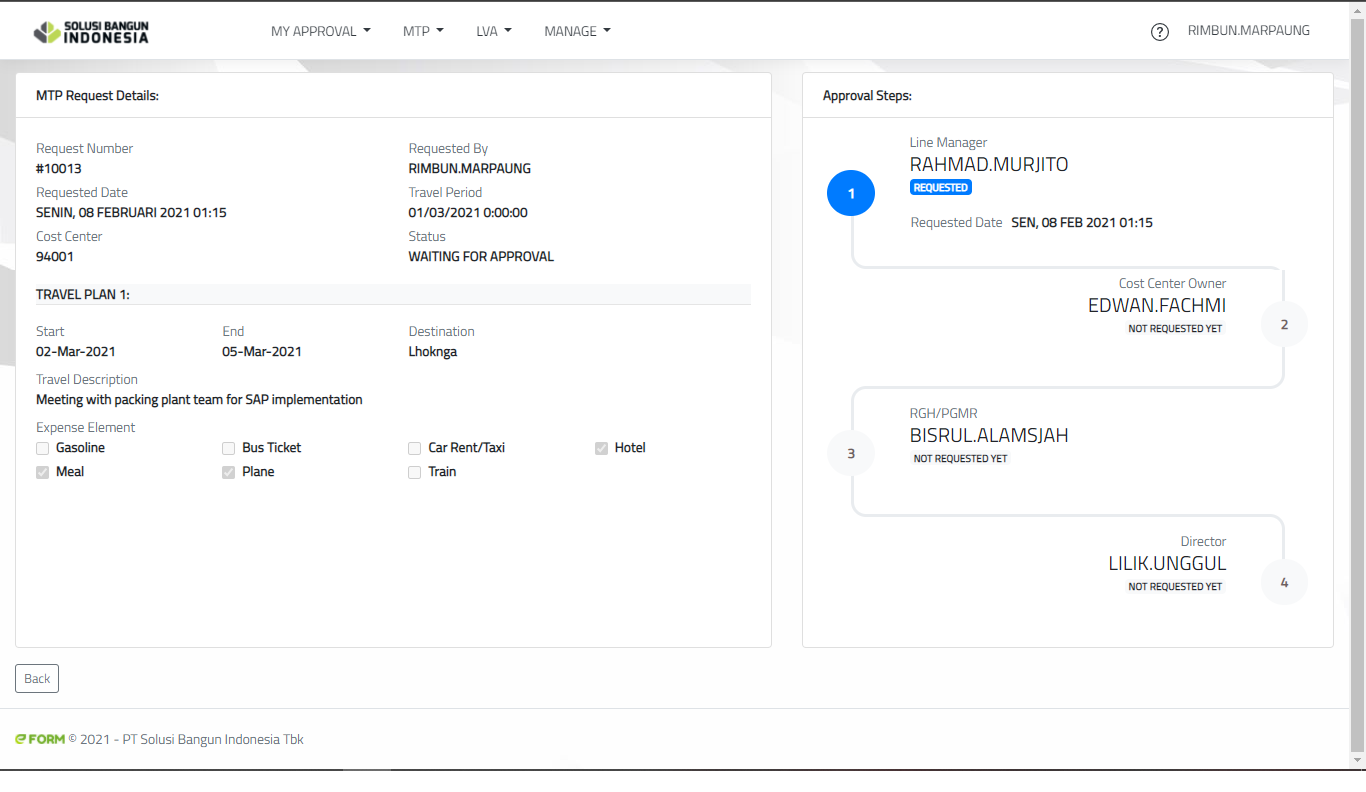 SOLUSI BANGUN
INDONESIA
MY APPROVAL MTP LVA MANAGE
? RIMBUN.MARPAUNG
MTP Request Details:
Request Number Requested By
#10013 RIMBUN.MARPAUNG
Requested Date Travel Period
SENIN, 08 FEBRUARI 2021 01:15 01/03/2021 0:00:00
Cost Center Status
94001 WAITING FOR APPROVAL
TRAVEL PLAN 1:
Start End Destination
02-Mar-2021 05-Mar-2021 Lhoknga
Travel Description
Meeting with packing plant team for SAP implementation
Expense Element
Gasoline Bus Ticket Car Rent/Taxi Hotel
Meal Plane Train
Approval Steps:
Line Manager
1 RAHMAD.MURJITO
REQUESTED
Requested Date SEN, 08 FEB 2021 01:15
Cost Center Owner
EDWAN.FACHMI
2
NOT REQUESTED YET
RGH/PGMR
BISRUL.ALAMSJAH
3
NOT REQUESTED YET
Director
LILIK.UNGGUL
4
NOT REQUESTED YET
Back
eFORM © 2021 - PT Solusi Bangun Indonesia Tbk